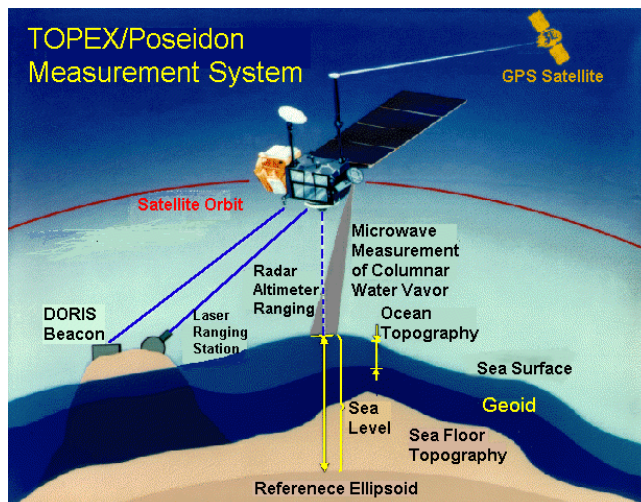 TOPEX/Poseidon
Measurement System
GPS Satellite
Satellite Orbit
Microwave
Measurement
of Columnar
Water Vavor
Radar
Altimeter
Ranging
DORIS
Beacon
Laser
Ranging
Station
Ocean
Topography
Sea Surface
Geoid
Sea
Level
Sea Floor
Topography
Referenece Ellipsoid